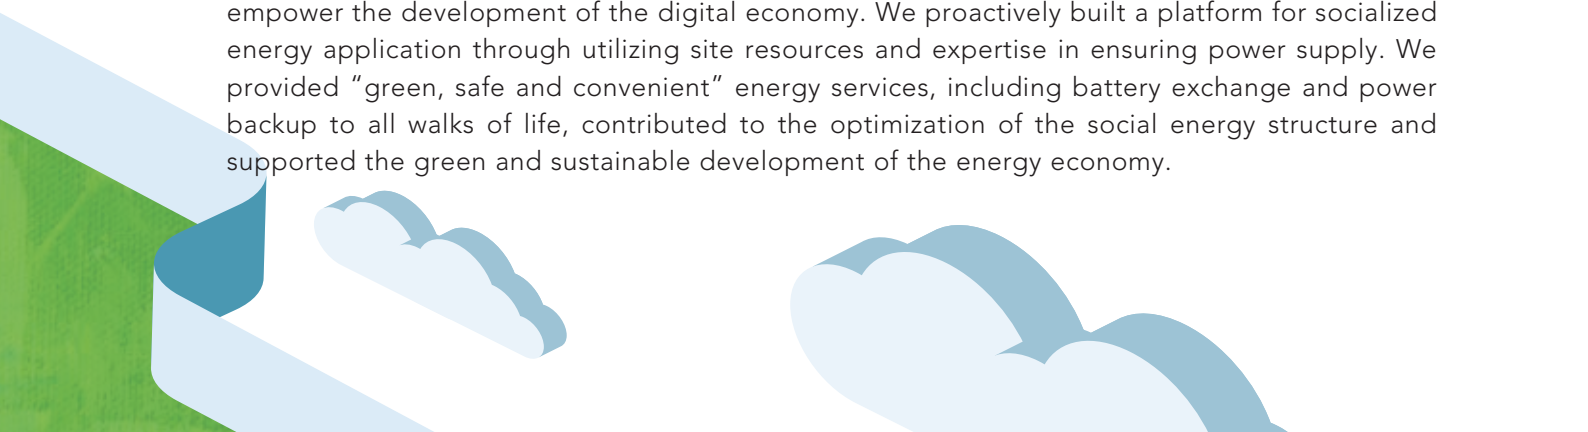 empower the development of the digital economy. We proactively built a platform for socialized
energy application through utilizing site resources and expertise in ensuring power supply. We
provided “green, safe and convenient” energy services, including battery exchange and power
backup to all walks of life, contributed to the optimization of the social energy structure and
supported the green and sustainable development of the energy economy.